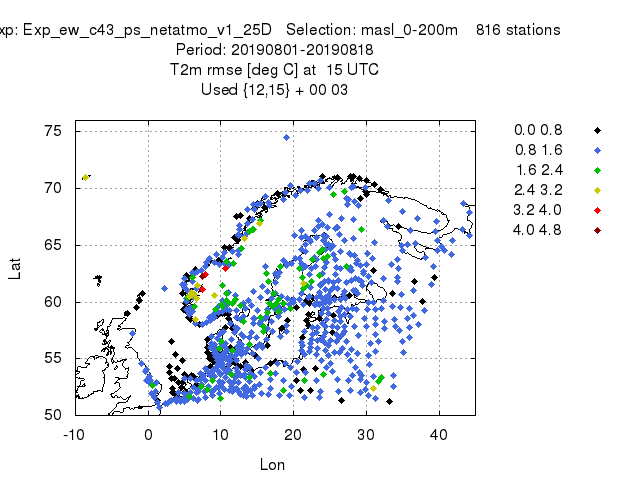 xp: Exp_ew_c43_ps_netatmo_v1_25D Selection: masl_0-200m 816 stations
Period: 20190801-20190818
T2m rmse [deg C] at 15 UTC
Used {12,15} + 00 03
0.0 0.8
0.8 1.6
1.6 2.4
2.4 3.2
3.2 4.0
4.0 4.8
75
70
65
60
55
50
Lat
-10 0 10 20 30 40
Lon